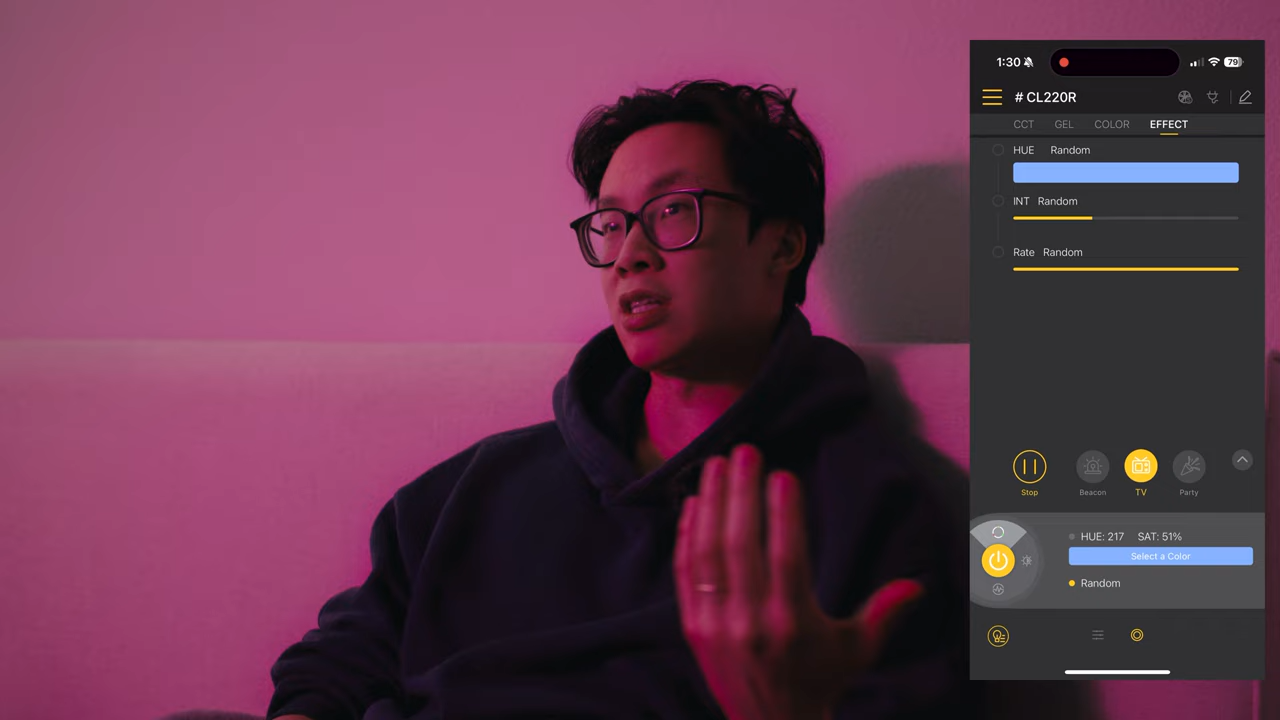 1:30
79
# CL220R
CCT GEL COLOR EFFECT
HUE Random
INT Random
Rate Random
Stop Beacon TV Party
HUE: 217 SAT: 51%
Select a Color
Random